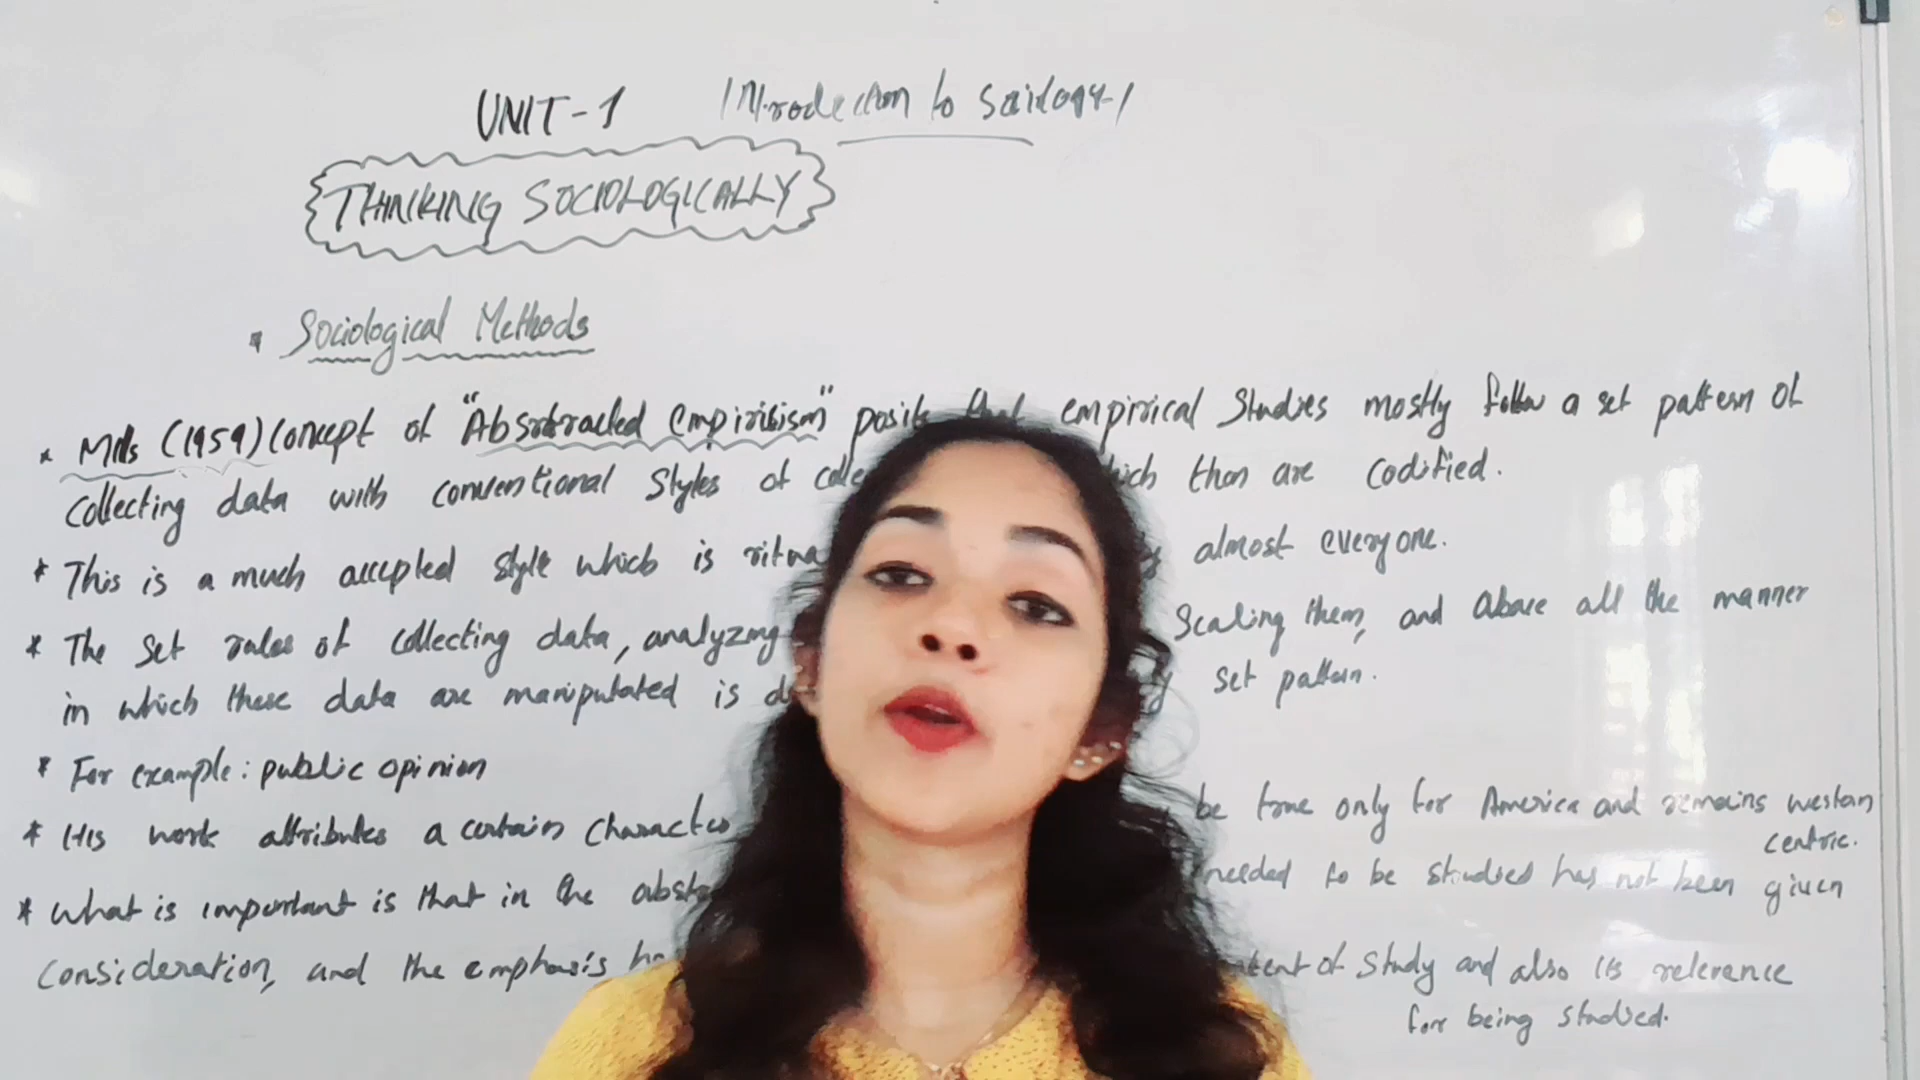 UNIT-1 Introduction to Sociology-1
THINKING SOCIOLOGICALLY
* Sociological Methods
* Mills (1959) Concept of "Abstracted Empiricism" posits that empirical Studies mostly follow a set pattern of
Collecting data with conventional Styles of which then are Codified.
* This is a much accepted style which is almost everyone.
* The Set rules of collecting data, analyzing Scaling them, and above all the manner
in which these data are manipulated is set pattern.
* For example: public opinion
* His work attributes a certain be true only for America and remains western
centric.
* What is important is that in the needed to be studied has not been given
Consideration, and the emphasis of Study and also its relevance
for being studied.